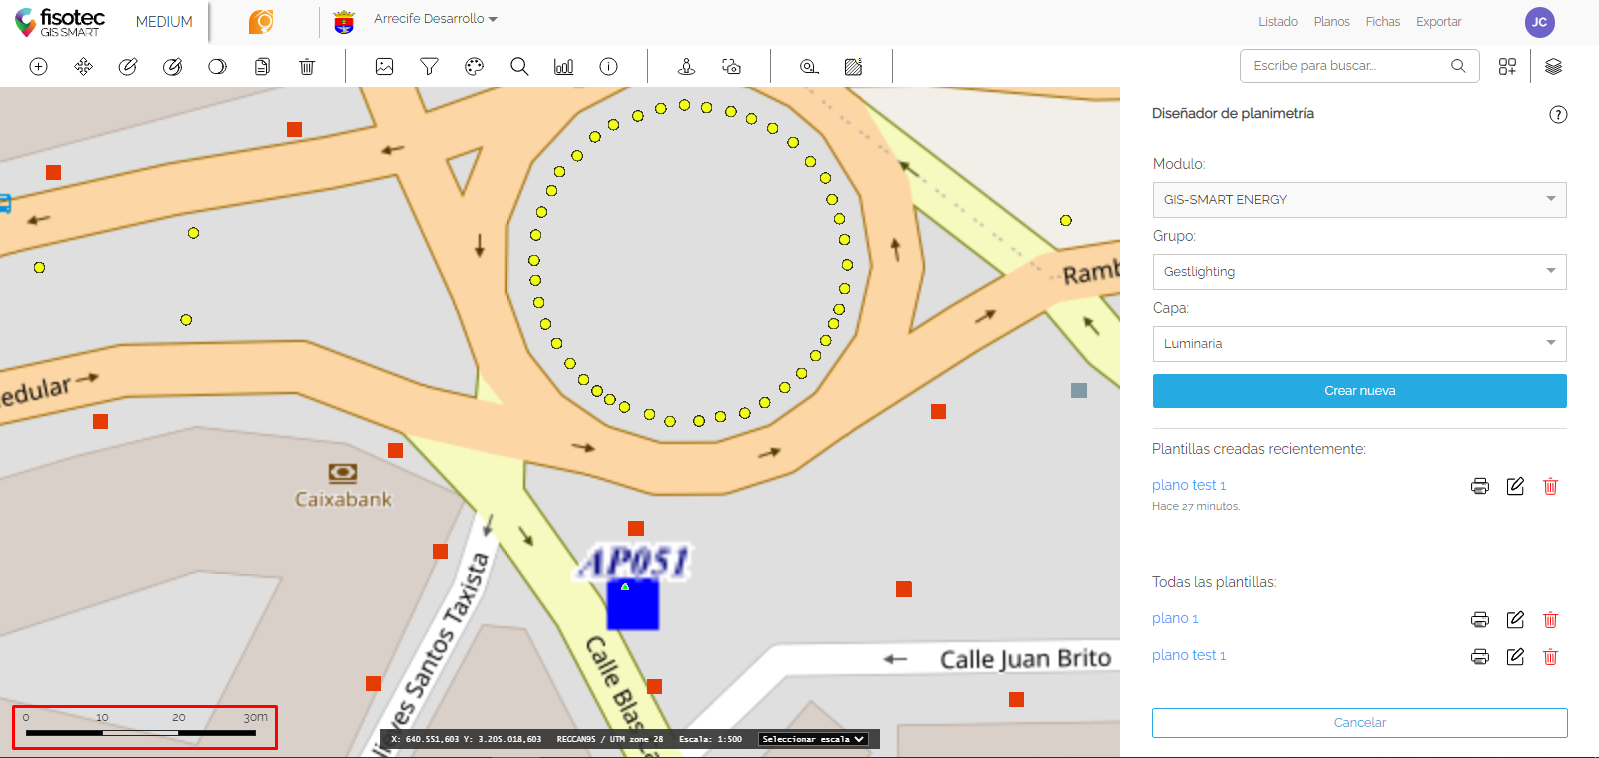 fisotec
GIS SMART
MEDIUM
Arrecife Desarrollo
Listado
Planos
Fichas
Exportar
JC
Escribe para buscar...
Diseñador de planimetría
?
Modulo:
GIS-SMART ENERGY
Grupo:
Gestlighting
Capa:
Luminaria
Crear nueva
Plantillas creadas recientemente:
plano test 1
Hace 27 minutos.
Todas las plantillas:
plano 1
plano test 1
Cancelar
Ramb
edular
Caixabank
AP051
ieves Santos Taxista
Calle Blas
Calle Juan Brito
0 10 20 30m
X: 640.551,603 Y: 3.205.018,603 REGCAN95 / UTM zone 28 Escala: 1:500 Seleccionar escala